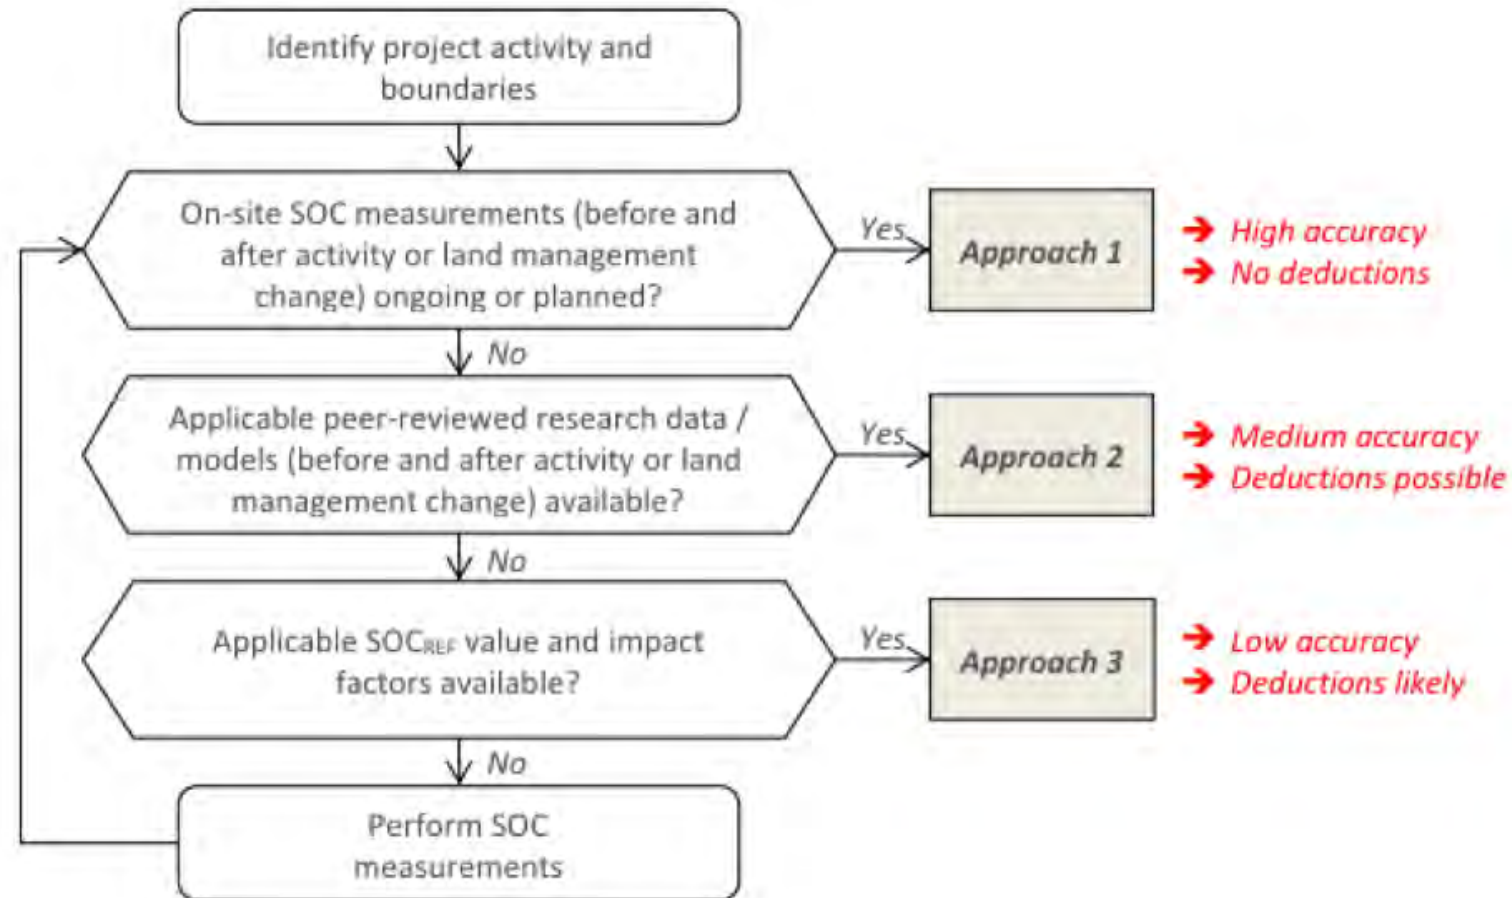 Identify project activity and
boundaries
On-site SOC measurements (before and
after activity or land management
change) ongoing or planned?
Yes
Approach 1
➔ High accuracy
➔ No deductions
No
Applicable peer-reviewed research data /
models (before and after activity or land
management change) available?
Yes
Approach 2
➔ Medium accuracy
➔ Deductions possible
No
Applicable SOCREF value and impact
factors available?
Yes
Approach 3
➔ Low accuracy
➔ Deductions likely
No
Perform SOC
measurements